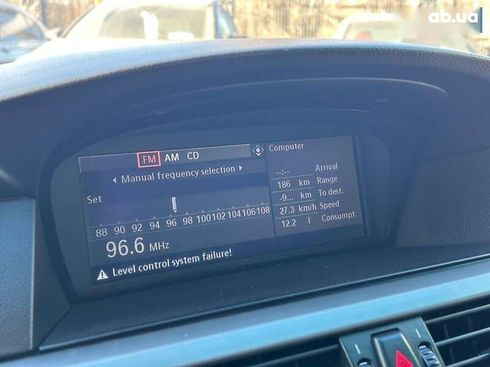 ab.ua
FM AM CD
Manual frequency selection
Set
88 90 92 94 96 98 100 102 104 106 108
96.6 MHz
Level control system failure!
Computer
--:-- Arrival
186 km Range
-9... km To dest.
27.3 km/h Speed
12.2 l Consumpt.